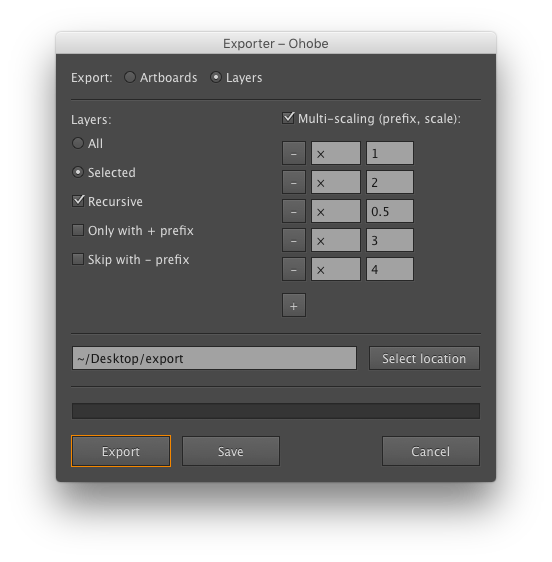 Exporter – Ohobe
Export: Artboards Layers
Layers:
All
Selected
Recursive
Only with + prefix
Skip with - prefix
Multi-scaling (prefix, scale):
- × 1
- × 2
- × 0.5
- × 3
- × 4
+
~/Desktop/export Select location
Export Save Cancel